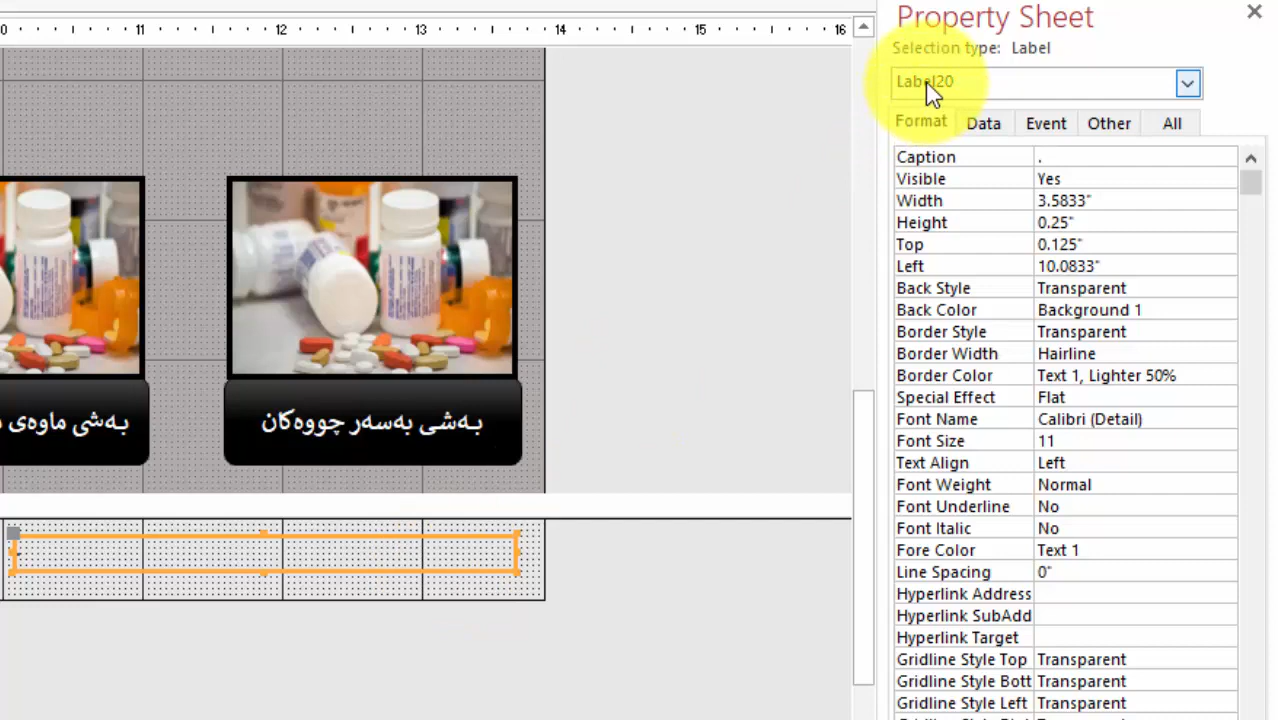 Property Sheet
Selection type: Label
Label20
Format Data Event Other All
0 11 12 13 14 15 16
Caption .
Visible Yes
Width 3.5833"
Height 0.25"
Top 0.125"
Left 10.0833"
Back Style Transparent
Back Color Background 1
Border Style Transparent
Border Width Hairline
Border Color Text 1, Lighter 50%
Special Effect Flat
Font Name Calibri (Detail)
Font Size 11
Text Align Left
Font Weight Normal
Font Underline No
Font Italic No
Fore Color Text 1
Line Spacing 0"
Hyperlink Address
Hyperlink SubAdd
Hyperlink Target
Gridline Style Top Transparent
Gridline Style Bott Transparent
Gridline Style Left Transparent
بەشی بەسەر چووەکان
بەشی ماوەی